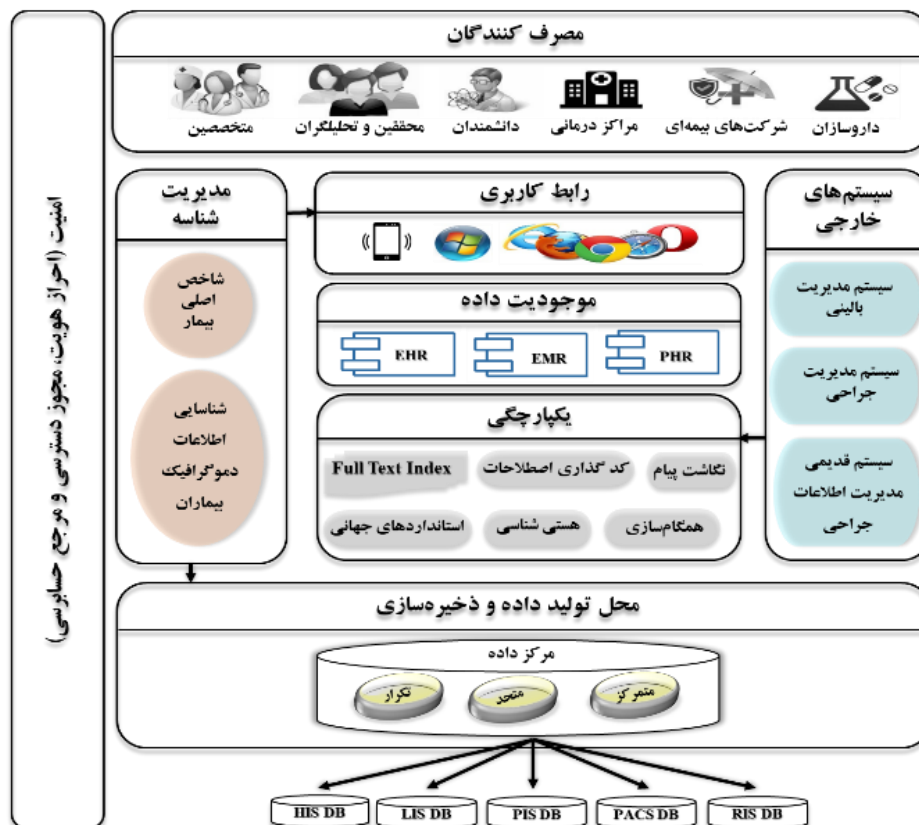 مصرف کنندگان
داروسازان
شرکت‌های بیمه‌ای
مراکز درمانی
دانشمندان
محققین و تحلیلگران
متخصصین
سیستم‌های
خارجی
سیستم مدیریت
بالینی
سیستم مدیریت
جراحی
سیستم قدیمی
مدیریت اطلاعات
جراحی
رابط کاربری
موجودیت داده
PHR
EMR
EHR
یکپارچگی
نگاشت پیام
کد گذاری اصطلاحات
Full Text Index
همگام‌سازی
هستی شناسی
استانداردهای جهانی
مدیریت
شناسه
شاخص
اصلی
بیمار
شناسایی
اطلاعات
دموگرافیک
بیماران
امنیت (احراز هویت، مجوز دسترسی و مرجع حسابرسی)
محل تولید داده و ذخیره‌سازی
مرکز داده
متمرکز
متحد
تکرار
HIS DB
LIS DB
PIS DB
PACS DB
RIS DB